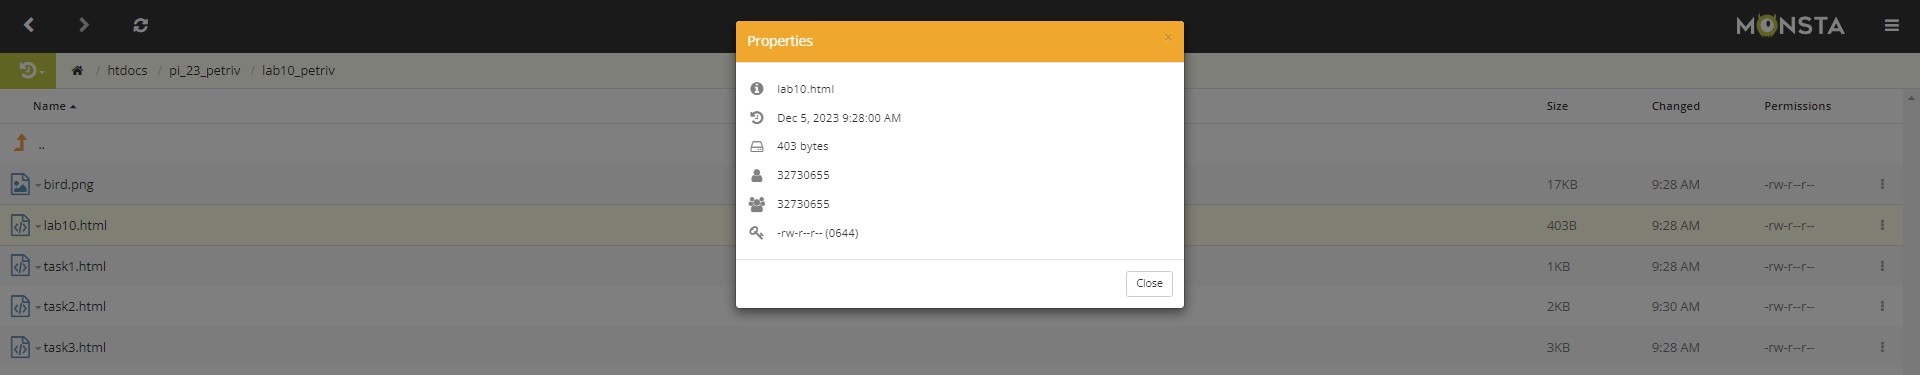 MONSTA
Properties ×
/ htdocs / pi_23_petriv / lab10_petriv
Name Size Changed Permissions
..
bird.png 17KB 9:28 AM -rw-r--r--
lab10.html 403B 9:28 AM -rw-r--r--
task1.html 1KB 9:28 AM -rw-r--r--
task2.html 2KB 9:30 AM -rw-r--r--
task3.html 3KB 9:28 AM -rw-r--r--
lab10.html
Dec 5, 2023 9:28:00 AM
403 bytes
32730655
32730655
-rw-r--r-- (0644)
Close